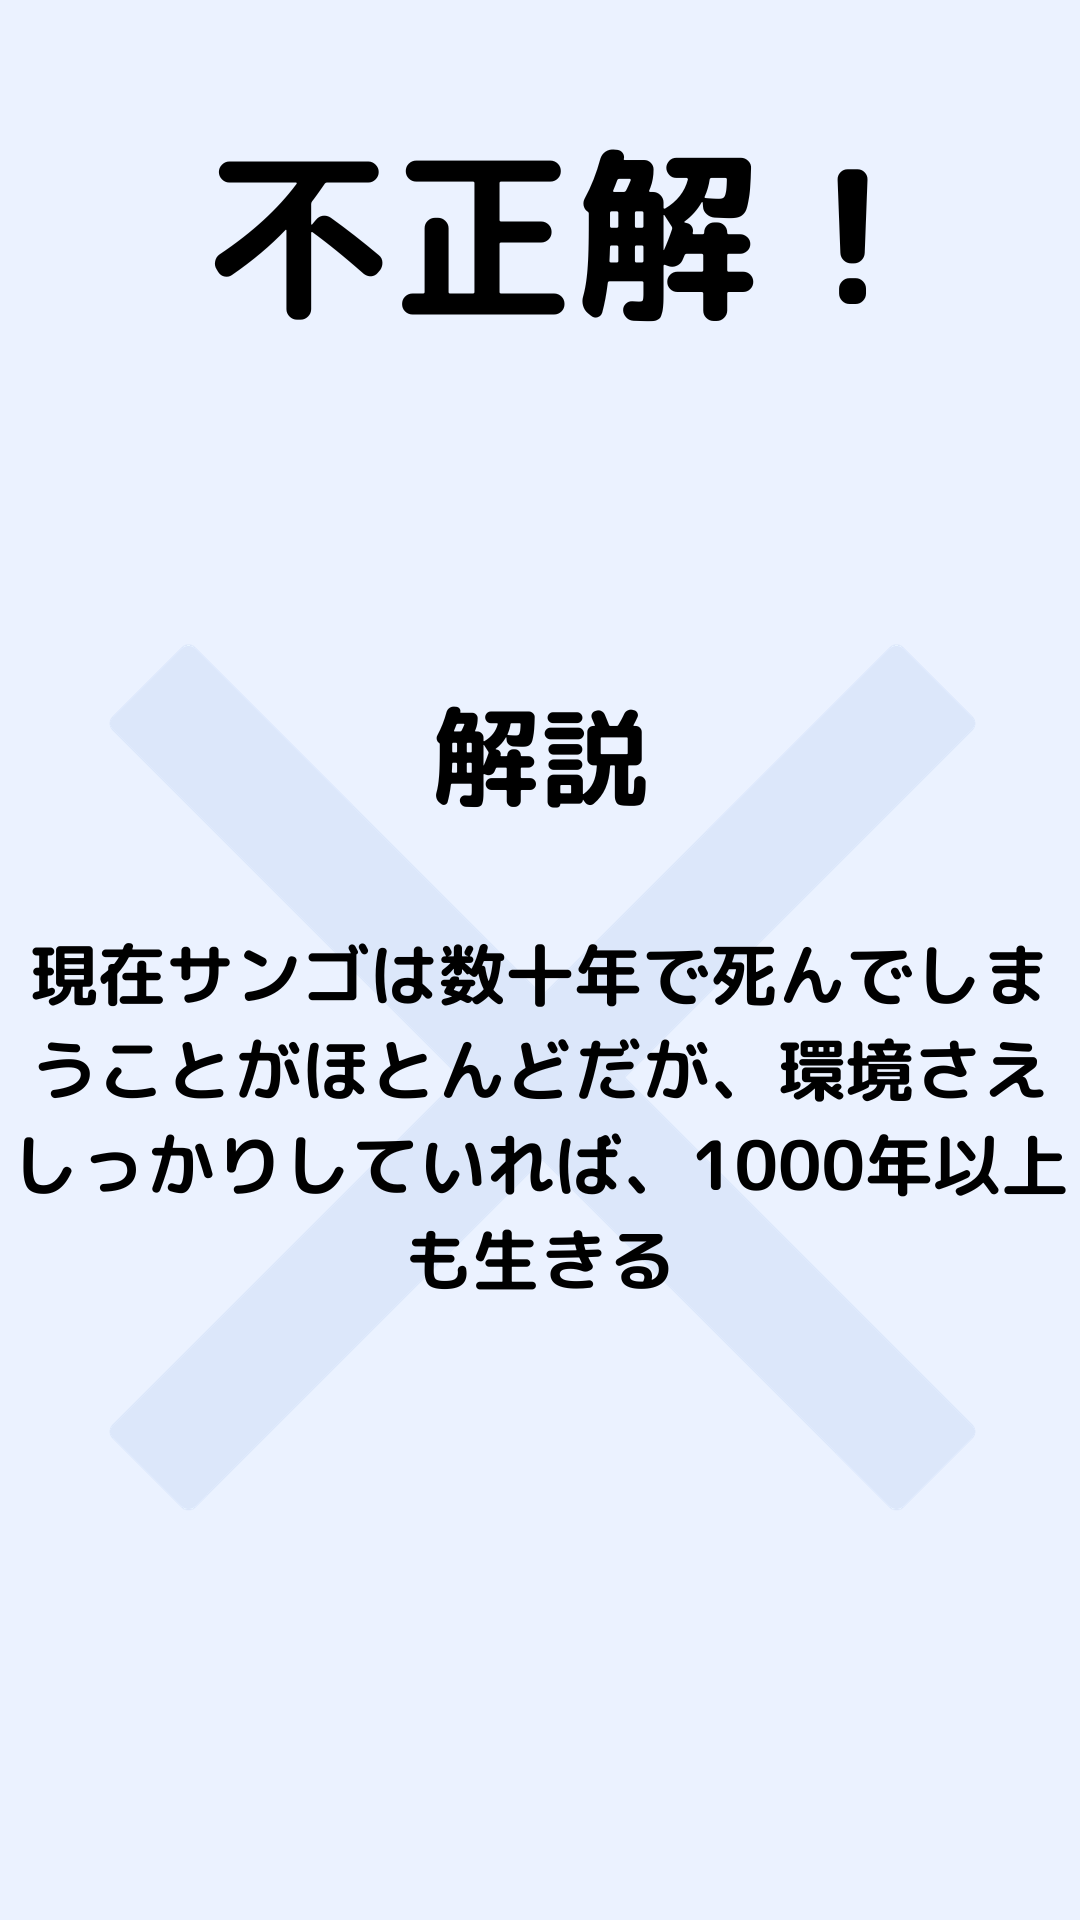 不正解！
解説
現在サンゴは数十年で死んでしま
うことがほとんどだが、環境さえ
しっかりしていれば、1000年以上
も生きる